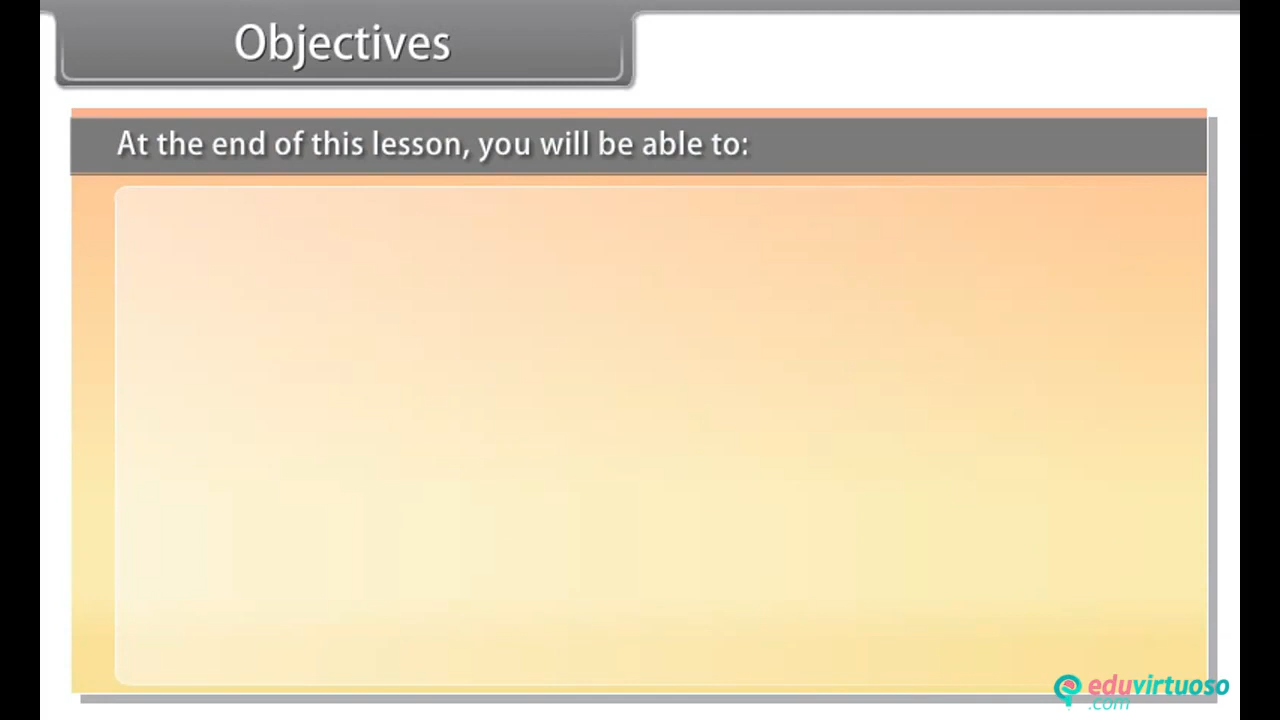 Objectives
At the end of this lesson, you will be able to:
eduvirtuoso
.com